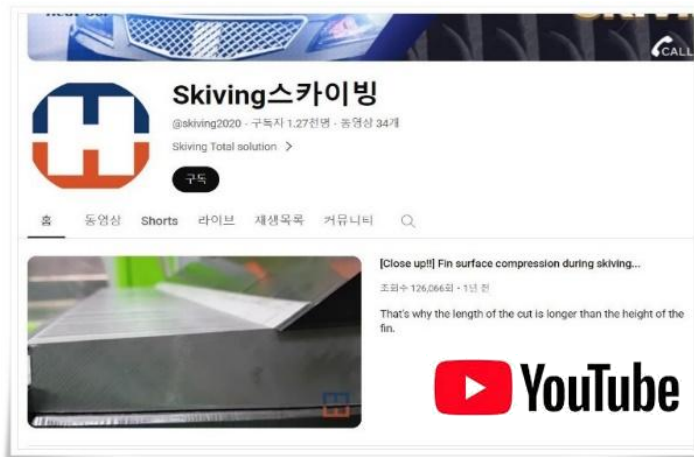 CALL
Skiving스카이빙
@skiving2020 · 구독자 1.27천명 · 동영상 34개
Skiving Total solution >
구독
홈 동영상 Shorts 라이브 재생목록 커뮤니티
[Close up!!] Fin surface compression during skiving...
조회수 126,066회 · 1년 전
That's why the length of the cut is longer than the height of the
fin.
YouTube